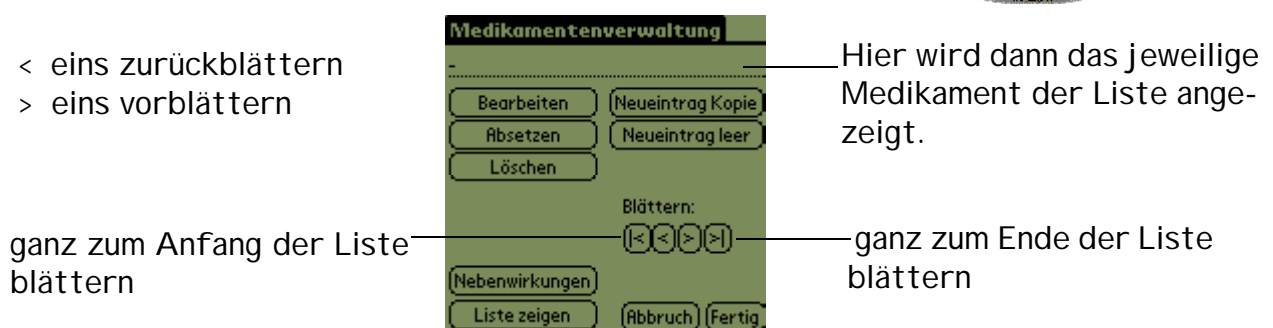 < eins zurückblättern
> eins vorblättern
ganz zum Anfang der Liste
blättern
Medikamentenverwaltung
-
Bearbeiten Neueintrag Kopie
Absetzen Neueintrag leer
Löschen
Blättern:
|< < > >|
Nebenwirkungen
Liste zeigen Abbruch Fertig
Hier wird dann das jeweilige
Medikament der Liste ange-
zeigt.
ganz zum Ende der Liste
blättern